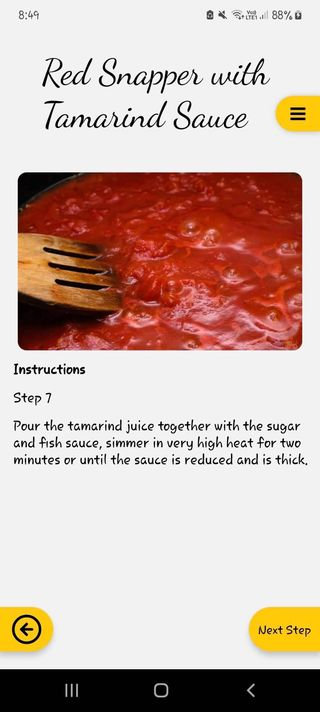 8:49
Vo)) LTE1 88%
Red Snapper with
Tamarind Sauce
Instructions
Step 7
Pour the tamarind juice together with the sugar
and fish sauce, simmer in very high heat for two
minutes or until the sauce is reduced and is thick.
Next Step